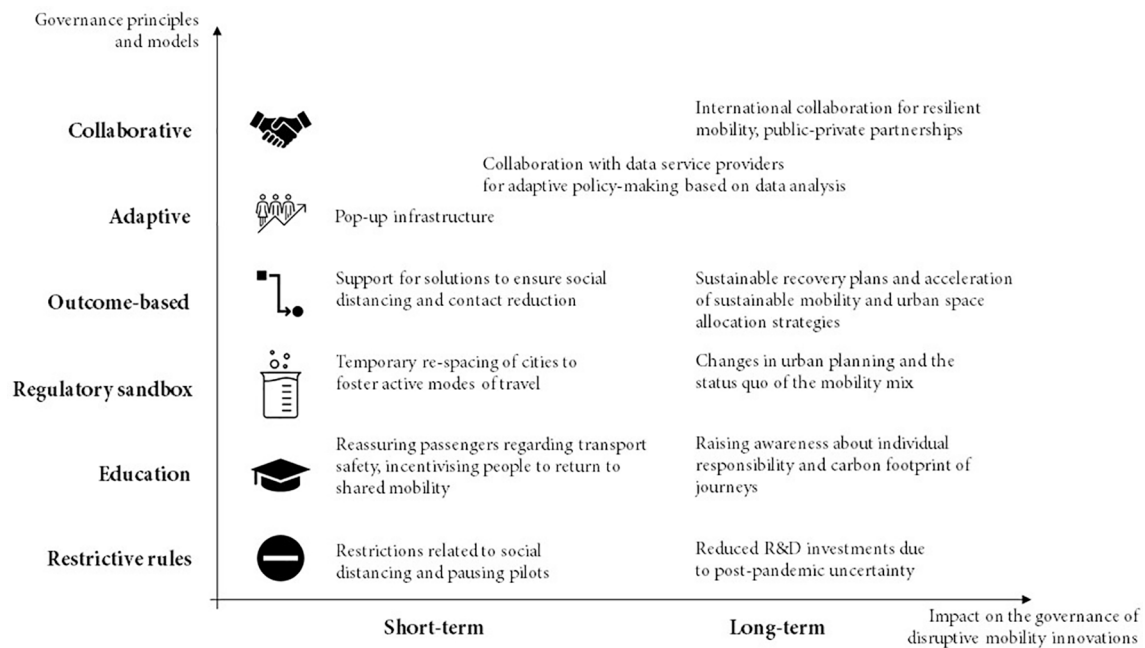 Governance principles
and models
Collaborative
International collaboration for resilient
mobility, public-private partnerships
Collaboration with data service providers
for adaptive policy-making based on data analysis
Adaptive
Pop-up infrastructure
Outcome-based
Support for solutions to ensure social
distancing and contact reduction
Sustainable recovery plans and acceleration
of sustainable mobility and urban space
allocation strategies
Regulatory sandbox
Temporary re-spacing of cities to
foster active modes of travel
Changes in urban planning and the
status quo of the mobility mix
Education
Reassuring passengers regarding transport
safety, incentivising people to return to
shared mobility
Raising awareness about individual
responsibility and carbon footprint of
journeys
Restrictive rules
Restrictions related to social
distancing and pausing pilots
Reduced R&D investments due
to post-pandemic uncertainty
Short-term
Long-term
Impact on the governance of
disruptive mobility innovations